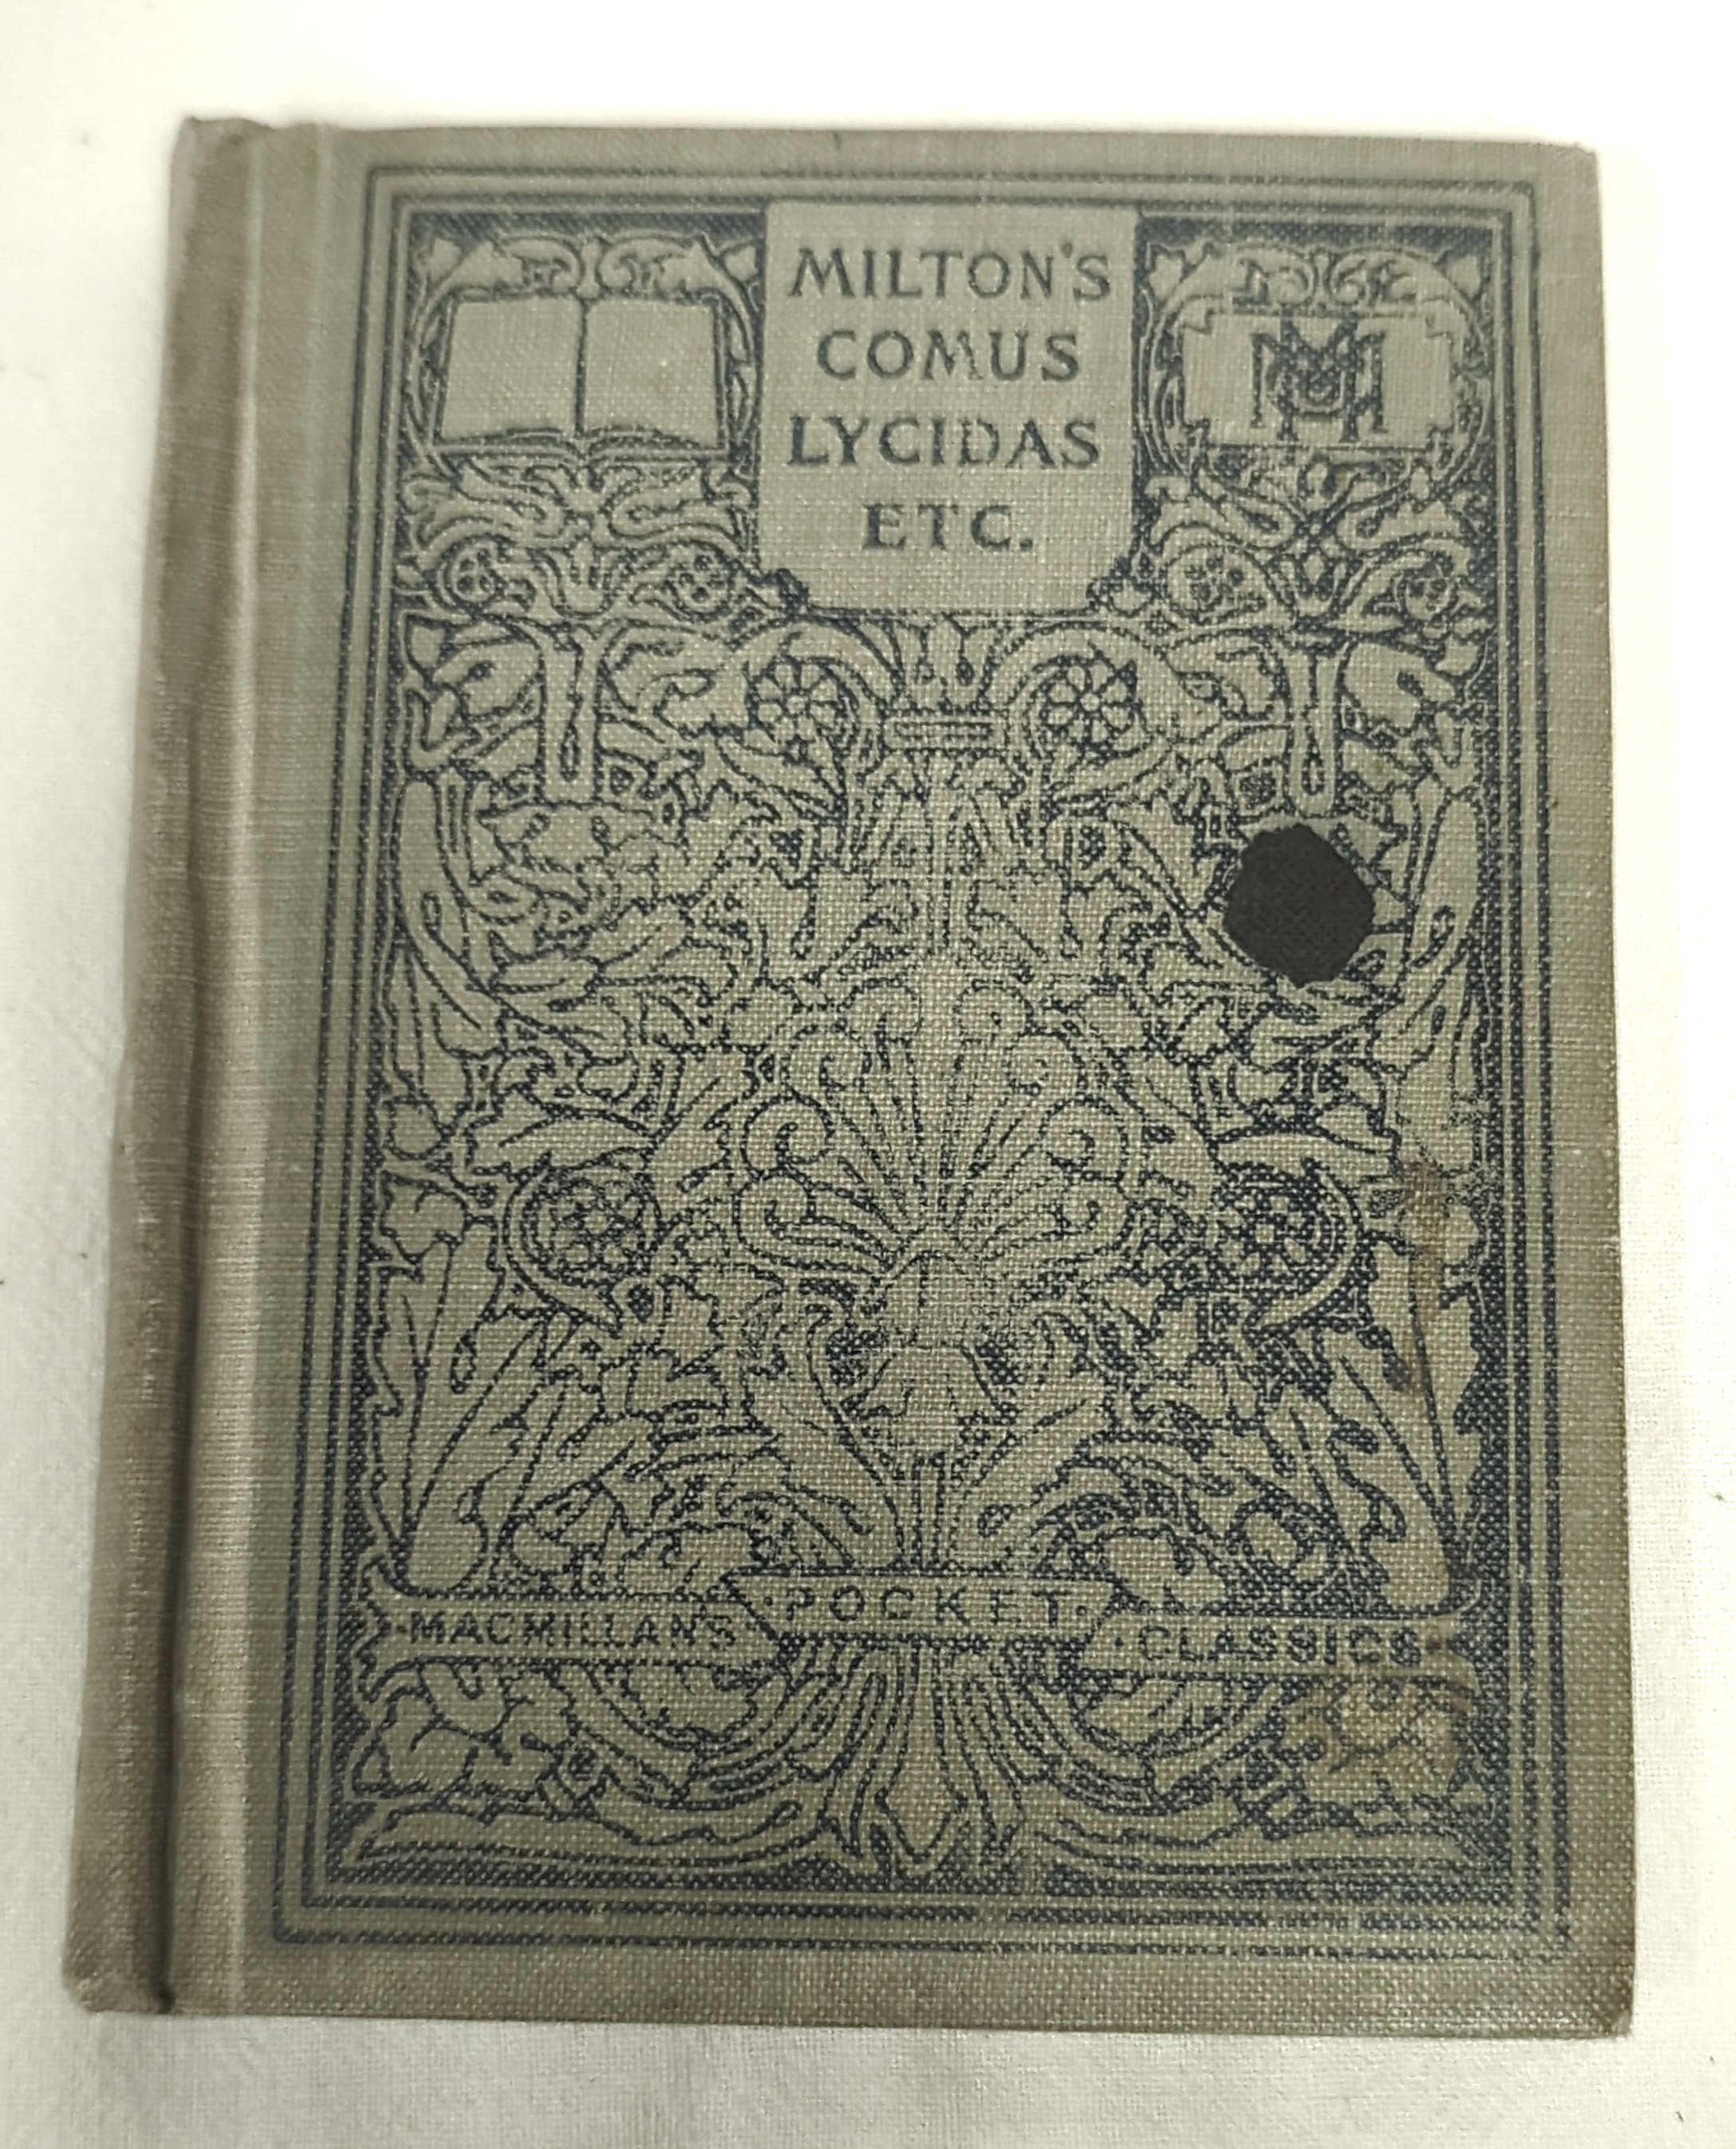 MILTON'S
COMUS
LYCIDAS
ETC.
·MACMILLAN'S· ·POCKET· ·CLASSICS·